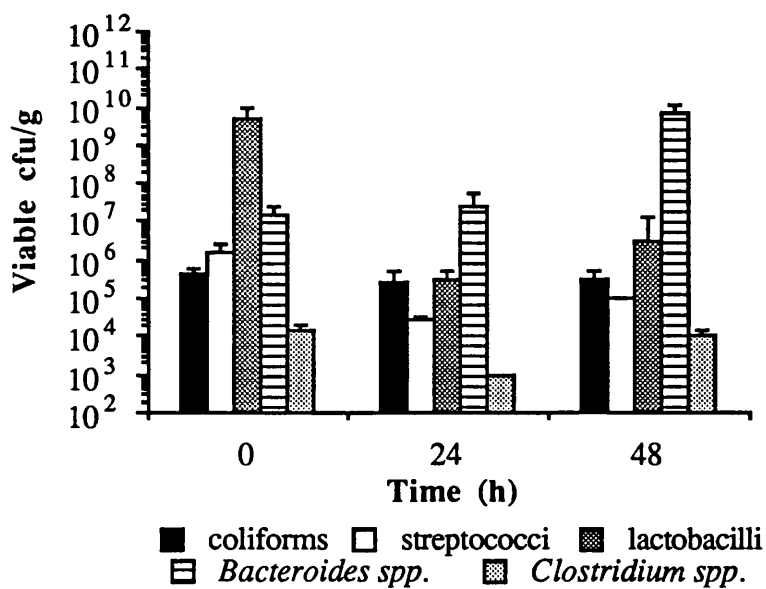 Viable cfu/g
10^12
10^11
10^10
10^9
10^8
10^7
10^6
10^5
10^4
10^3
10^2
0 24 48
Time (h)
coliforms streptococci lactobacilli
Bacteroides spp. Clostridium spp.